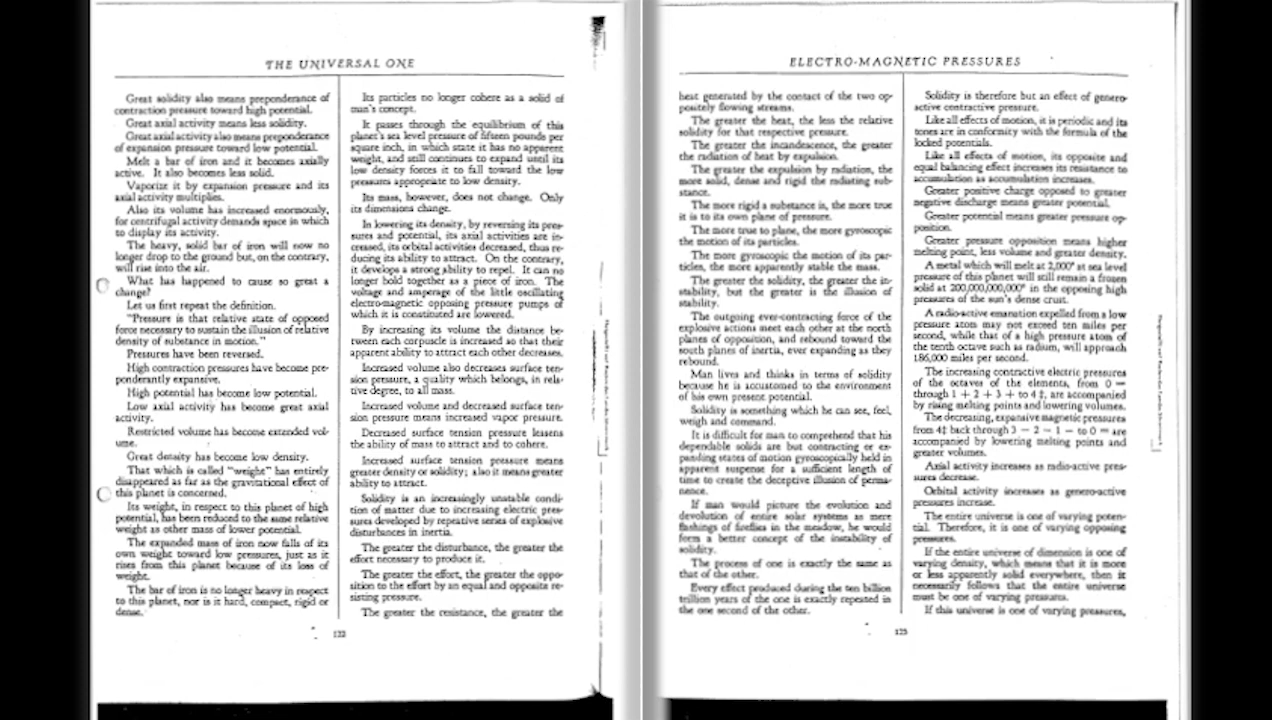 THE UNIVERSAL ONE
Great solidity also means preponderance of
contraction pressure toward high potential.
Great axial activity means less solidity.
Great axial activity also means preponderance
of expansion pressure toward low potential.
Melt a bar of iron and it becomes axially
active. It also becomes less solid.
Vaporize it by expansion pressure and its
axial activity multiplies.
Also its volume has increased enormously,
for centrifugal activity demands space in which
to display its activity.
The heavy, solid bar of iron will now no
longer drop to the ground but, on the contrary,
will rise into the air.
What has happened to cause so great a
change?
Let us first repeat the definition.
"Pressure is that relative state of opposed
force necessary to sustain the illusion of relative
density of substance in motion."
Pressures have been reversed.
High contraction pressures have become pre-
ponderantly expansive.
High potential has become low potential.
Low axial activity has become great axial
activity.
Restricted volume has become extended vol-
ume.
Great density has become low density.
That which is called "weight" has entirely
disappeared as far as the gravitational effect of
this planet is concerned.
Its weight, in respect to this planet of high
potential, has been reduced to the same relative
weight as other mass of lower potential.
The expanded mass of iron now falls of its
own weight toward low pressures, just as it
rises from this planet because of its loss of
weight.
The bar of iron is no longer heavy in respect
to this planet, nor is it hard, compact, rigid or
dense.
Its particles no longer cohere as a solid of
man's concept.
It passes through the equilibrium of this
planet's sea level pressure of fifteen pounds per
square inch, in which state it has no apparent
weight, and still continues to expand until its
low density forces it to fall toward the low
pressures appropriate to low density.
Its mass, however, does not change. Only
its dimensions change.
In lowering its density, by reversing its pres-
sures and potential, its axial activities are in-
creased, its orbital activities decreased, thus re-
ducing its ability to attract. On the contrary,
it develops a strong ability to repel. It can no
longer hold together as a piece of iron. The
voltage and amperage of the little oscillating
electro-magnetic opposing pressure pumps of
which it is constituted are lowered.
By increasing its volume the distance be-
tween each corpuscle is increased so that their
apparent ability to attract each other decreases.
Increased volume also decreases surface ten-
sion pressure, a quality which belongs, in rela-
tive degree, to all mass.
Increased volume and decreased surface ten-
sion pressure means increased vapor pressure.
Decreased surface tension pressure lessens
the ability of mass to attract and to cohere.
Increased surface tension pressure means
greater density or solidity; also it means greater
ability to attract.
Solidity is an increasingly unstable condi-
tion of matter due to increasing electric pres-
sures developed by repeative series of explosive
disturbances in inertia.
The greater the disturbance, the greater the
effort necessary to produce it.
The greater the effort, the greater the oppo-
sition to the effort by an equal and opposite re-
sisting pressure.
The greater the resistance, the greater the
122
ELECTRO-MAGNETIC PRESSURES
heat generated by the contact of the two op-
positely flowing streams.
The greater the heat, the less the relative
solidity for that respective pressure.
The greater the incandescence, the greater
the radiation of heat by expulsion.
The greater the expulsion by radiation, the
more solid, dense and rigid the radiating sub-
stance.
The more rigid a substance is, the more true
it is to its own plane of pressure.
The more true to plane, the more gyroscopic
the motion of its particles.
The more gyroscopic the motion of its par-
ticles, the more apparently stable the mass.
The greater the solidity, the greater the in-
stability, but the greater is the illusion of
stability.
The outgoing ever-contracting force of the
explosive actions meet each other at the north
planes of opposition, and rebound toward the
south planes of inertia, ever expanding as they
rebound.
Man lives and thinks in terms of solidity
because he is accustomed to the environment
of his own present potential.
Solidity is something which he can see, feel,
weigh and command.
It is difficult for man to comprehend that his
dependable solids are but contracting or ex-
panding states of motion gyroscopically held in
apparent suspense for a sufficient length of
time to create the deceptive illusion of perma-
nence.
If man would picture the evolution and
devolution of entire solar systems as mere
flashings of fireflies in the meadow, he would
form a better concept of the instability of
solidity.
The process of one is exactly the same as
that of the other.
Every effect produced during the ten billion
trillion years of the one is exactly repeated in
the one second of the other.
Solidity is therefore but an effect of genero-
active contractive pressure.
Like all effects of motion, it is periodic and its
tones are in conformity with the formula of the
locked potentials.
Like all effects of motion, its opposite and
equal balancing effect increases its resistance to
accumulation as accumulation increases.
Greater positive charge opposed to greater
negative discharge means greater potential.
Greater potential means greater pressure op-
position.
Greater pressure opposition means higher
melting point, less volume and greater density.
A metal which will melt at 2,000° at sea level
pressure of this planet will still remain a frozen
solid at 200,000,000,000° in the opposing high
pressures of the sun's dense crust.
A radio-active emanation expelled from a low
pressure atom may not exceed ten miles per
second, while that of a high pressure atom of
the tenth octave such as radium, will approach
186,000 miles per second.
The increasing contractive electric pressures
of the octaves of the elements, from 0 =
through 1 + 2 + 3 + to 4 ‡, are accompanied
by rising melting points and lowering volumes.
The decreasing, expansive magnetic pressures
from 4‡ back through 3 − 2 − 1 − to 0 = are
accompanied by lowering melting points and
greater volumes.
Axial activity increases as radio-active pres-
sures decrease.
Orbital activity increases as genero-active
pressures increase.
The entire universe is one of varying poten-
tial. Therefore, it is one of varying opposing
pressures.
If the entire universe of dimension is one of
varying density, which means that it is more
or less apparently solid everywhere, then it
necessarily follows that the entire universe
must be one of varying pressures.
If this universe is one of varying pressures,
123